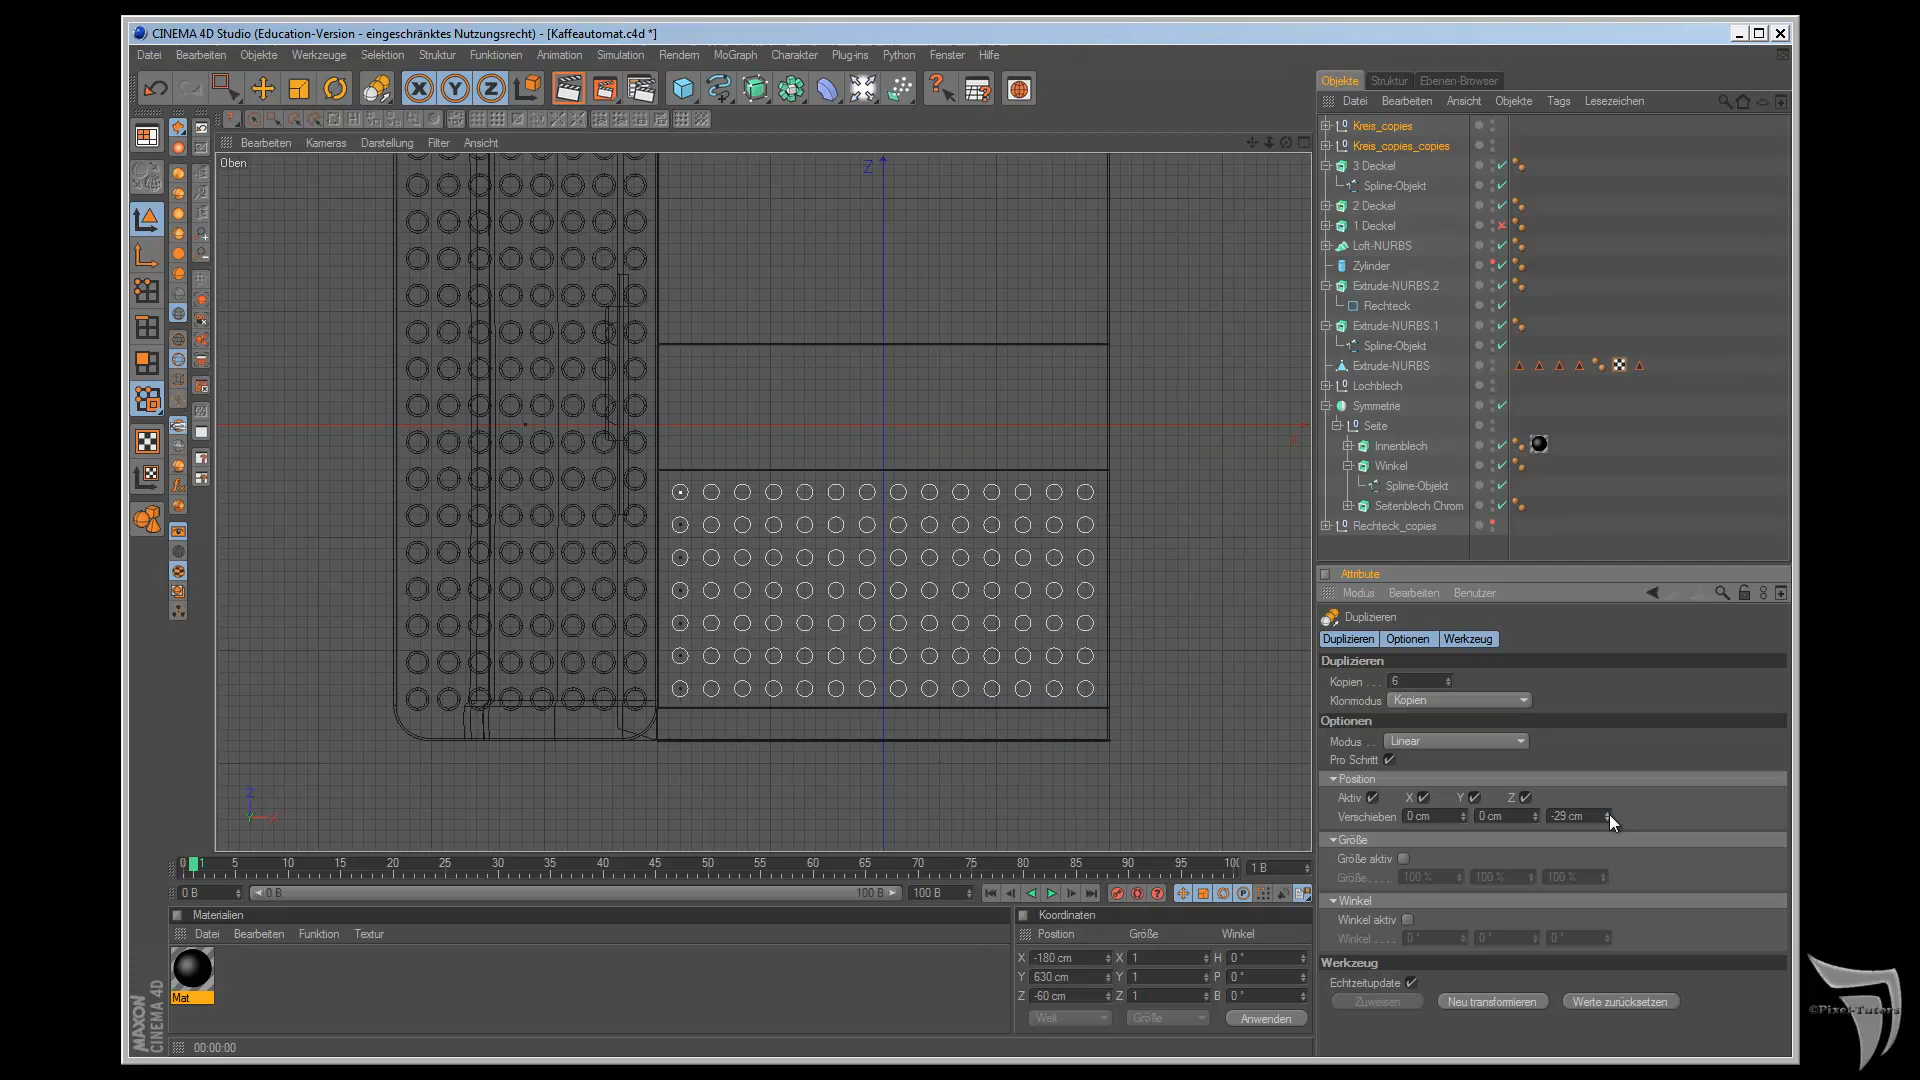 CINEMA 4D Studio (Education-Version - eingeschränktes Nutzungsrecht) - [Kaffeautomat.c4d *]
Datei Bearbeiten Objekte Werkzeuge Selektion Struktur Funktionen Animation Simulation Rendern MoGraph Charakter Plug-ins Python Fenster Hilfe
X Y Z
Bearbeiten Kameras Darstellung Filter Ansicht
Oben
Z
X
Z
Y X
Objekte Struktur Ebenen-Browser
Datei Bearbeiten Ansicht Objekte Tags Lesezeichen
Kreis_copies
Kreis_copies_copies
3 Deckel
Spline-Objekt
2 Deckel
1 Deckel
Loft-NURBS
Zylinder
Extrude-NURBS.2
Rechteck
Extrude-NURBS.1
Spline-Objekt
Extrude-NURBS
Lochblech
Symmetrie
Seite
Innenblech
Winkel
Spline-Objekt
Seitenblech Chrom
Rechteck_copies
Attribute
Modus Bearbeiten Benutzer
Duplizieren
Duplizieren Optionen Werkzeug
Duplizieren
Kopien . . . 6
Klonmodus Kopien
Optionen
Modus . . Linear
Pro Schritt
Position
Aktiv X Y Z
Verschieben 0 cm 0 cm -29 cm
Größe
Größe aktiv
Größe . . . . 100 % 100 % 100 %
Winkel
Winkel aktiv
Winkel . . . . 0 ° 0 ° 0 °
Werkzeug
Echtzeitupdate
Zuweisen Neu transformieren Werte zurücksetzen
0 1 5 10 15 20 25 30 35 40 45 50 55 60 65 70 75 80 85 90 95 100 1 B
0 B 0 B 100 B 100 B
Materialien
Datei Bearbeiten Funktion Textur
Mat
Koordinaten
Position Größe Winkel
X -180 cm X 1 H 0 °
Y 630 cm Y 1 P 0 °
Z -60 cm Z 1 B 0 °
Welt Größe Anwenden
MAXON
CINEMA 4D
00:00:00
©Pixel-Tutors